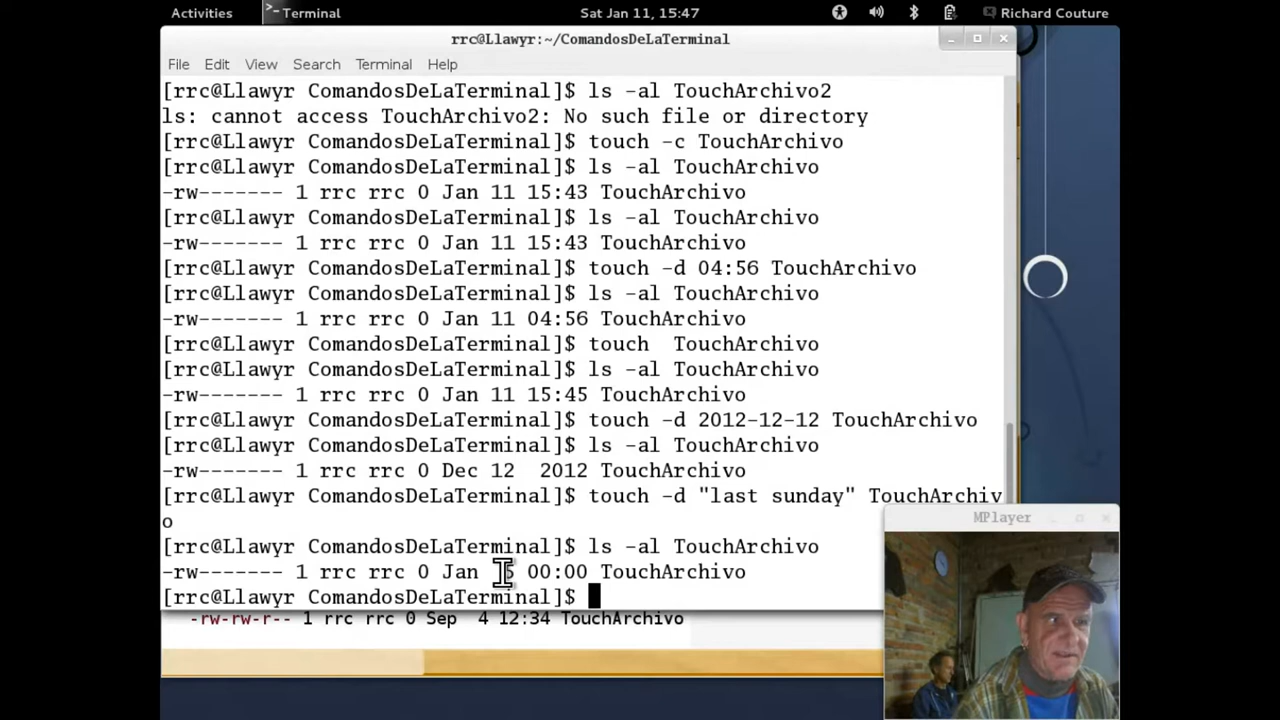 Activities Terminal Sat Jan 11, 15:47 Richard Couture
rrc@Llawyr:~/ComandosDeLaTerminal
File Edit View Search Terminal Help
[rrc@Llawyr ComandosDeLaTerminal]$ ls -al TouchArchivo2
ls: cannot access TouchArchivo2: No such file or directory
[rrc@Llawyr ComandosDeLaTerminal]$ touch -c TouchArchivo
[rrc@Llawyr ComandosDeLaTerminal]$ ls -al TouchArchivo
-rw------- 1 rrc rrc 0 Jan 11 15:43 TouchArchivo
[rrc@Llawyr ComandosDeLaTerminal]$ ls -al TouchArchivo
-rw------- 1 rrc rrc 0 Jan 11 15:43 TouchArchivo
[rrc@Llawyr ComandosDeLaTerminal]$ touch -d 04:56 TouchArchivo
[rrc@Llawyr ComandosDeLaTerminal]$ ls -al TouchArchivo
-rw------- 1 rrc rrc 0 Jan 11 04:56 TouchArchivo
[rrc@Llawyr ComandosDeLaTerminal]$ touch  TouchArchivo
[rrc@Llawyr ComandosDeLaTerminal]$ ls -al TouchArchivo
-rw------- 1 rrc rrc 0 Jan 11 15:45 TouchArchivo
[rrc@Llawyr ComandosDeLaTerminal]$ touch -d 2012-12-12 TouchArchivo
[rrc@Llawyr ComandosDeLaTerminal]$ ls -al TouchArchivo
-rw------- 1 rrc rrc 0 Dec 12  2012 TouchArchivo
[rrc@Llawyr ComandosDeLaTerminal]$ touch -d "last sunday" TouchArchiv
o
MPlayer
[rrc@Llawyr ComandosDeLaTerminal]$ ls -al TouchArchivo
-rw------- 1 rrc rrc 0 Jan 00:00 TouchArchivo
[rrc@Llawyr ComandosDeLaTerminal]$
-rw-rw-r-- 1 rrc rrc 0 Sep  4 12:34 TouchArchivo